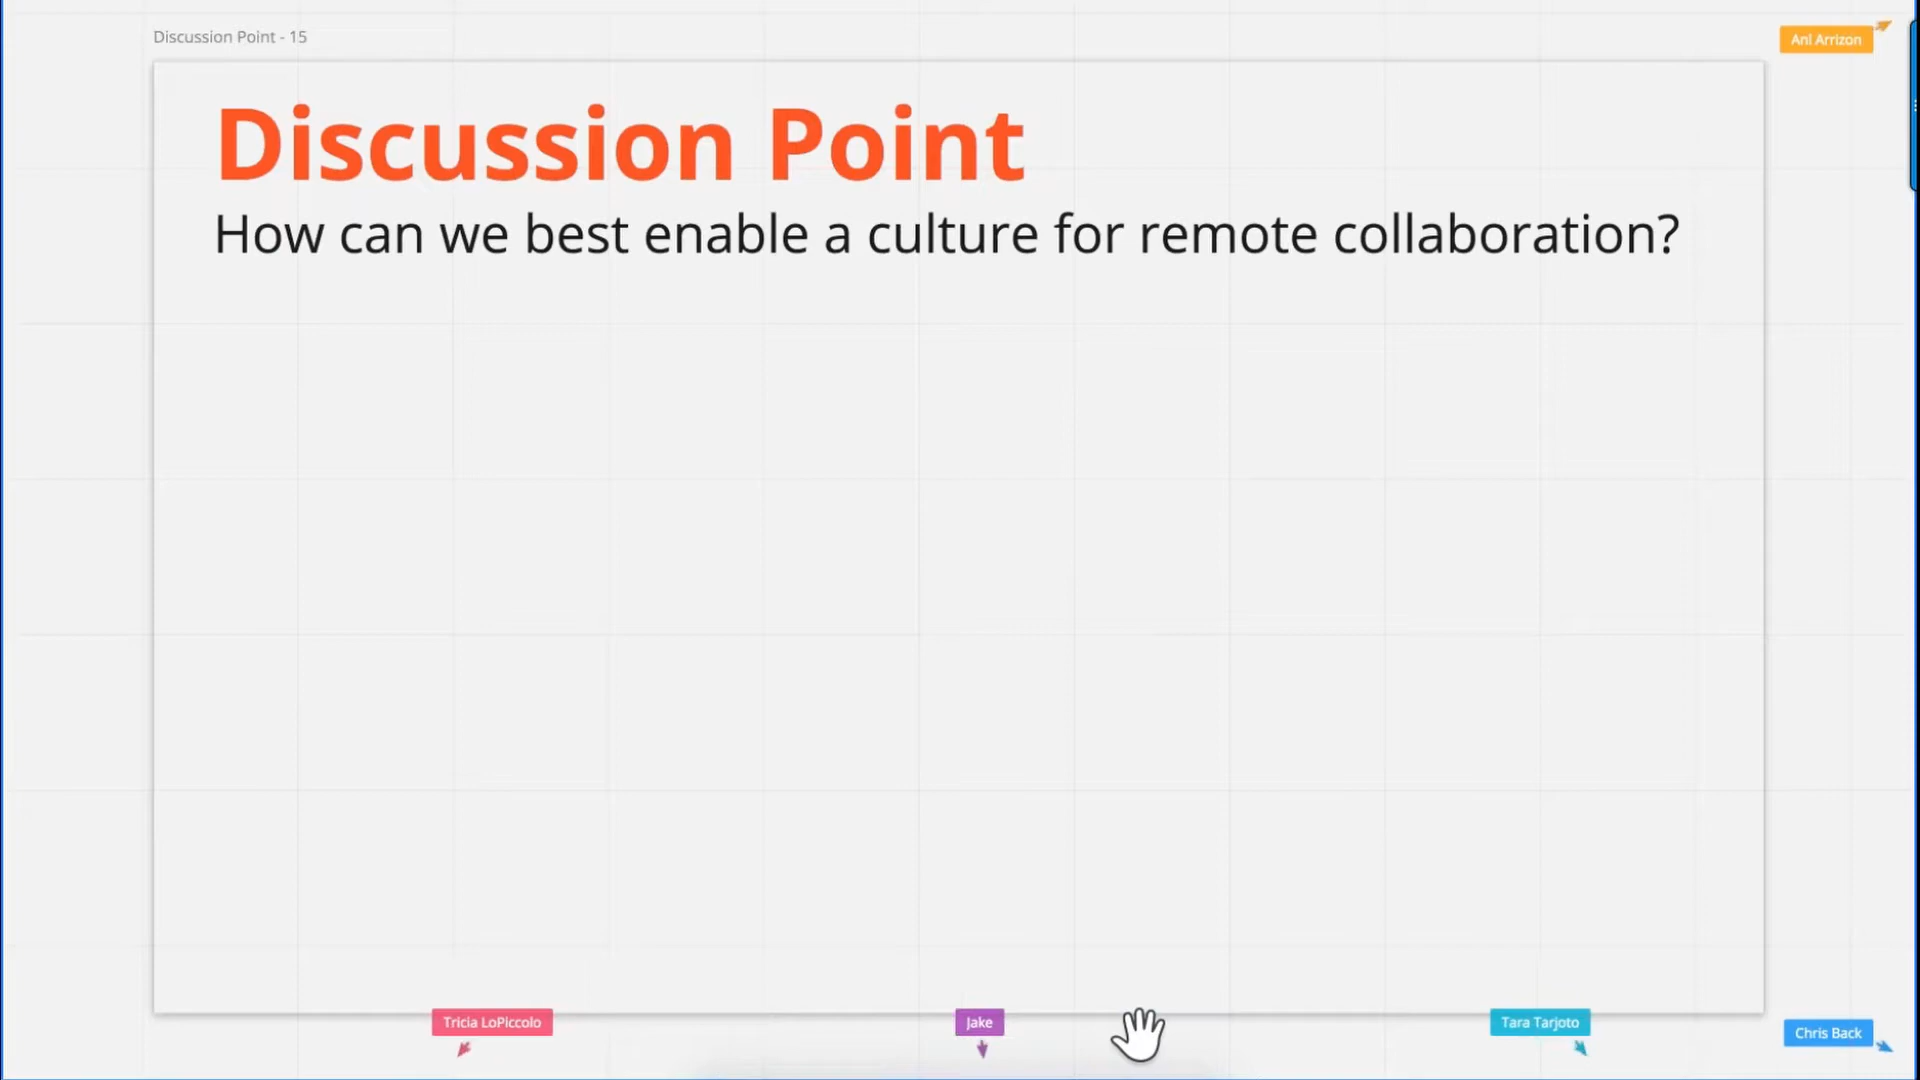 Discussion Point - 15
Anl Arrizon
Discussion Point
How can we best enable a culture for remote collaboration?
Tricia LoPiccolo
Jake
Tara Tarjoto
Chris Back